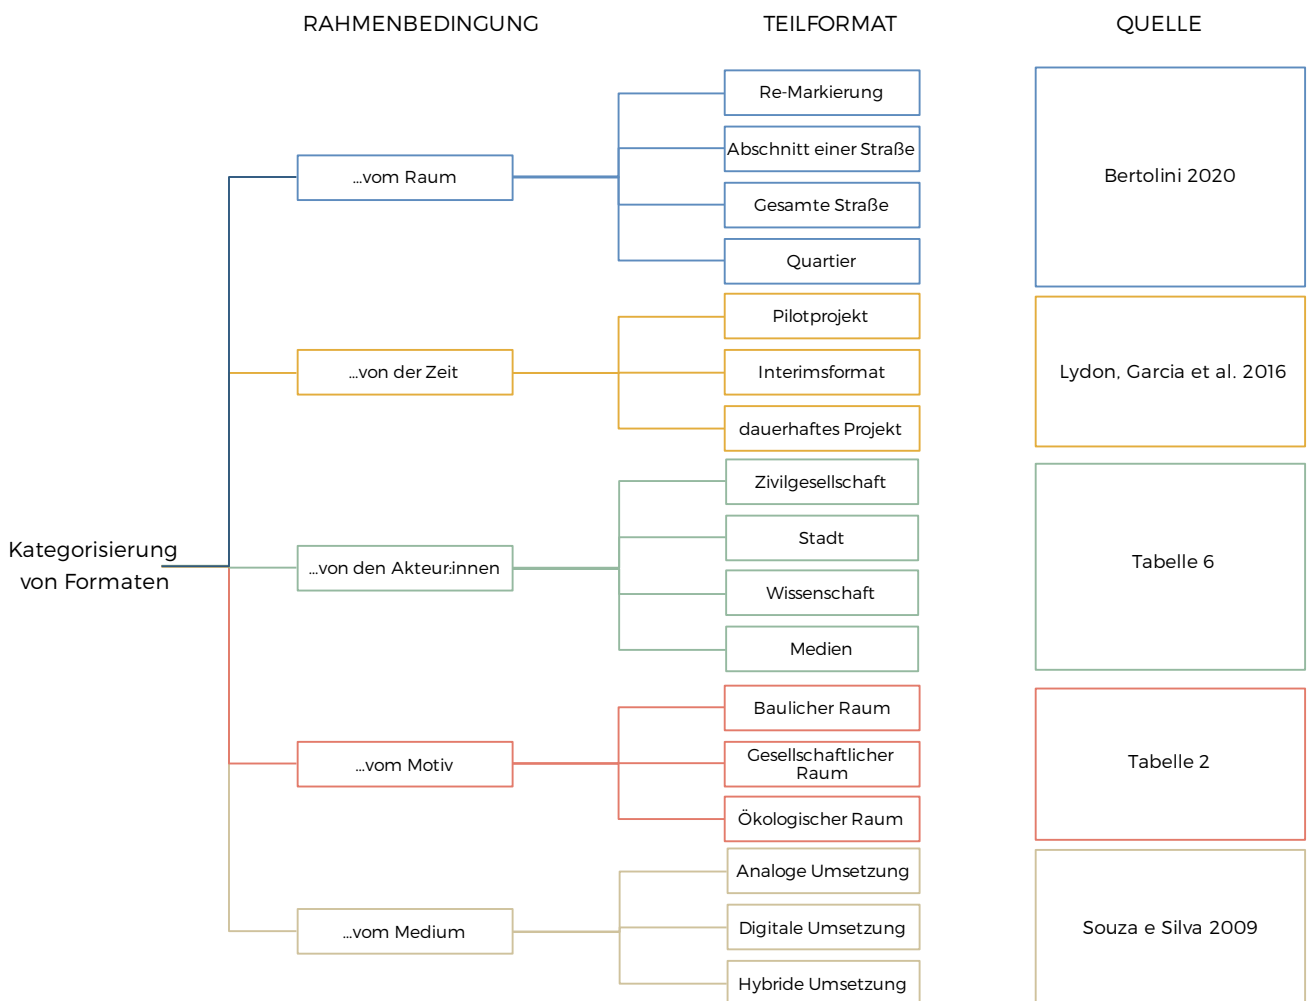 RAHMENBEDINGUNG
TEILFORMAT
QUELLE
Kategorisierung
von Formaten
...vom Raum
Re-Markierung
Abschnitt einer Straße
Gesamte Straße
Quartier
Bertolini 2020
...von der Zeit
Pilotprojekt
Interimsformat
dauerhaftes Projekt
Lydon, Garcia et al. 2016
...von den Akteur:innen
Zivilgesellschaft
Stadt
Wissenschaft
Medien
Tabelle 6
...vom Motiv
Baulicher Raum
Gesellschaftlicher
Raum
Ökologischer Raum
Tabelle 2
...vom Medium
Analoge Umsetzung
Digitale Umsetzung
Hybride Umsetzung
Souza e Silva 2009